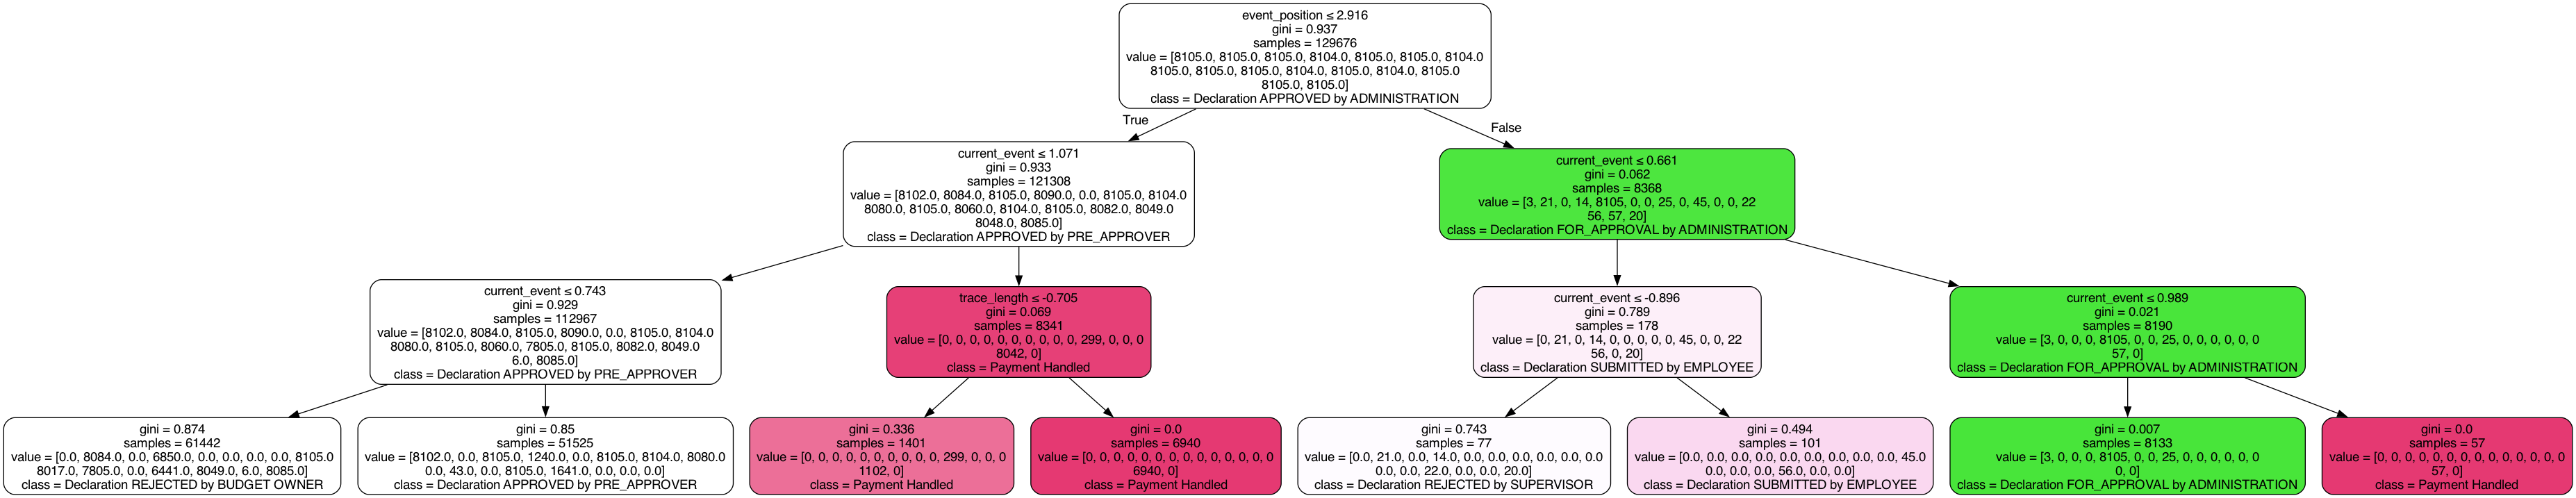 event_position ≤ 2.916
gini = 0.937
samples = 129676
value = [8105.0, 8105.0, 8105.0, 8104.0, 8105.0, 8105.0, 8104.0
8105.0, 8105.0, 8105.0, 8104.0, 8105.0, 8104.0, 8105.0
8105.0, 8105.0]
class = Declaration APPROVED by ADMINISTRATION
True
False
current_event ≤ 1.071
gini = 0.933
samples = 121308
value = [8102.0, 8084.0, 8105.0, 8090.0, 0.0, 8105.0, 8104.0
8080.0, 8105.0, 8060.0, 8104.0, 8105.0, 8082.0, 8049.0
8048.0, 8085.0]
class = Declaration APPROVED by PRE_APPROVER
current_event ≤ 0.661
gini = 0.062
samples = 8368
value = [3, 21, 0, 14, 8105, 0, 0, 25, 0, 45, 0, 0, 22
56, 57, 20]
class = Declaration FOR_APPROVAL by ADMINISTRATION
current_event ≤ 0.743
gini = 0.929
samples = 112967
value = [8102.0, 8084.0, 8105.0, 8090.0, 0.0, 8105.0, 8104.0
8080.0, 8105.0, 8060.0, 7805.0, 8105.0, 8082.0, 8049.0
6.0, 8085.0]
class = Declaration APPROVED by PRE_APPROVER
trace_length ≤ -0.705
gini = 0.069
samples = 8341
value = [0, 0, 0, 0, 0, 0, 0, 0, 0, 0, 299, 0, 0, 0
8042, 0]
class = Payment Handled
current_event ≤ -0.896
gini = 0.789
samples = 178
value = [0, 21, 0, 14, 0, 0, 0, 0, 0, 45, 0, 0, 22
56, 0, 20]
class = Declaration SUBMITTED by EMPLOYEE
current_event ≤ 0.989
gini = 0.021
samples = 8190
value = [3, 0, 0, 0, 8105, 0, 0, 25, 0, 0, 0, 0, 0, 0
57, 0]
class = Declaration FOR_APPROVAL by ADMINISTRATION
gini = 0.874
samples = 61442
value = [0.0, 8084.0, 0.0, 6850.0, 0.0, 0.0, 0.0, 0.0, 8105.0
8017.0, 7805.0, 0.0, 6441.0, 8049.0, 6.0, 8085.0]
class = Declaration REJECTED by BUDGET OWNER
gini = 0.85
samples = 51525
value = [8102.0, 0.0, 8105.0, 1240.0, 0.0, 8105.0, 8104.0, 8080.0
0.0, 43.0, 0.0, 8105.0, 1641.0, 0.0, 0.0, 0.0]
class = Declaration APPROVED by PRE_APPROVER
gini = 0.336
samples = 1401
value = [0, 0, 0, 0, 0, 0, 0, 0, 0, 0, 299, 0, 0, 0
1102, 0]
class = Payment Handled
gini = 0.0
samples = 6940
value = [0, 0, 0, 0, 0, 0, 0, 0, 0, 0, 0, 0, 0, 0
6940, 0]
class = Payment Handled
gini = 0.743
samples = 77
value = [0.0, 21.0, 0.0, 14.0, 0.0, 0.0, 0.0, 0.0, 0.0, 0.0
0.0, 0.0, 22.0, 0.0, 0.0, 20.0]
class = Declaration REJECTED by SUPERVISOR
gini = 0.494
samples = 101
value = [0.0, 0.0, 0.0, 0.0, 0.0, 0.0, 0.0, 0.0, 0.0, 45.0
0.0, 0.0, 0.0, 56.0, 0.0, 0.0]
class = Declaration SUBMITTED by EMPLOYEE
gini = 0.007
samples = 8133
value = [3, 0, 0, 0, 8105, 0, 0, 25, 0, 0, 0, 0, 0, 0
0, 0]
class = Declaration FOR_APPROVAL by ADMINISTRATION
gini = 0.0
samples = 57
value = [0, 0, 0, 0, 0, 0, 0, 0, 0, 0, 0, 0, 0, 0
57, 0]
class = Payment Handled